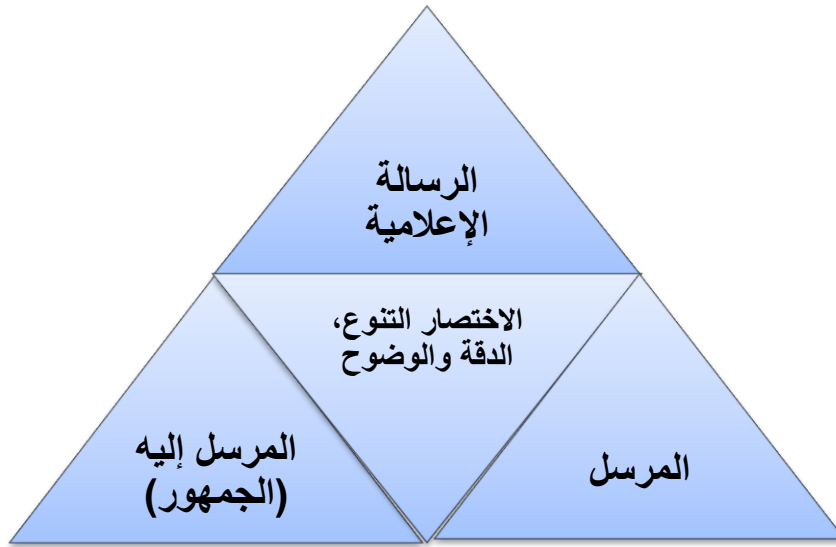 الرسالة
الإعلامية
الاختصار التنوع،
الدقة والوضوح
المرسل
المرسل إليه
(الجمهور)